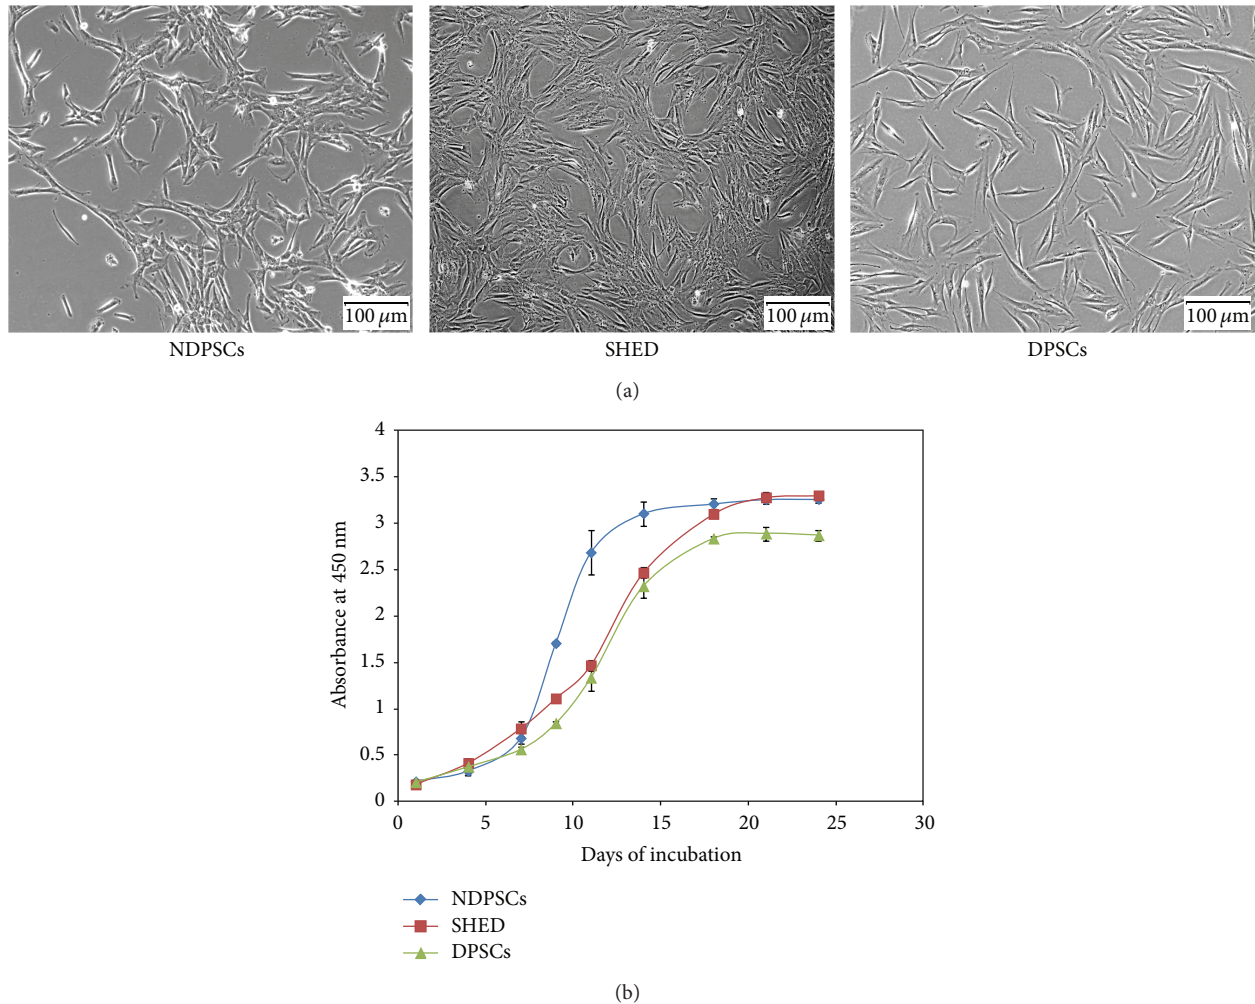 100 μm
100 μm
100 μm
NDPSCs
SHED
DPSCs
(a)
4
3.5
3
2.5
2
1.5
1
0.5
0
Absorbance at 450 nm
0
5
10
15
20
25
30
Days of incubation
NDPSCs
SHED
DPSCs
(b)